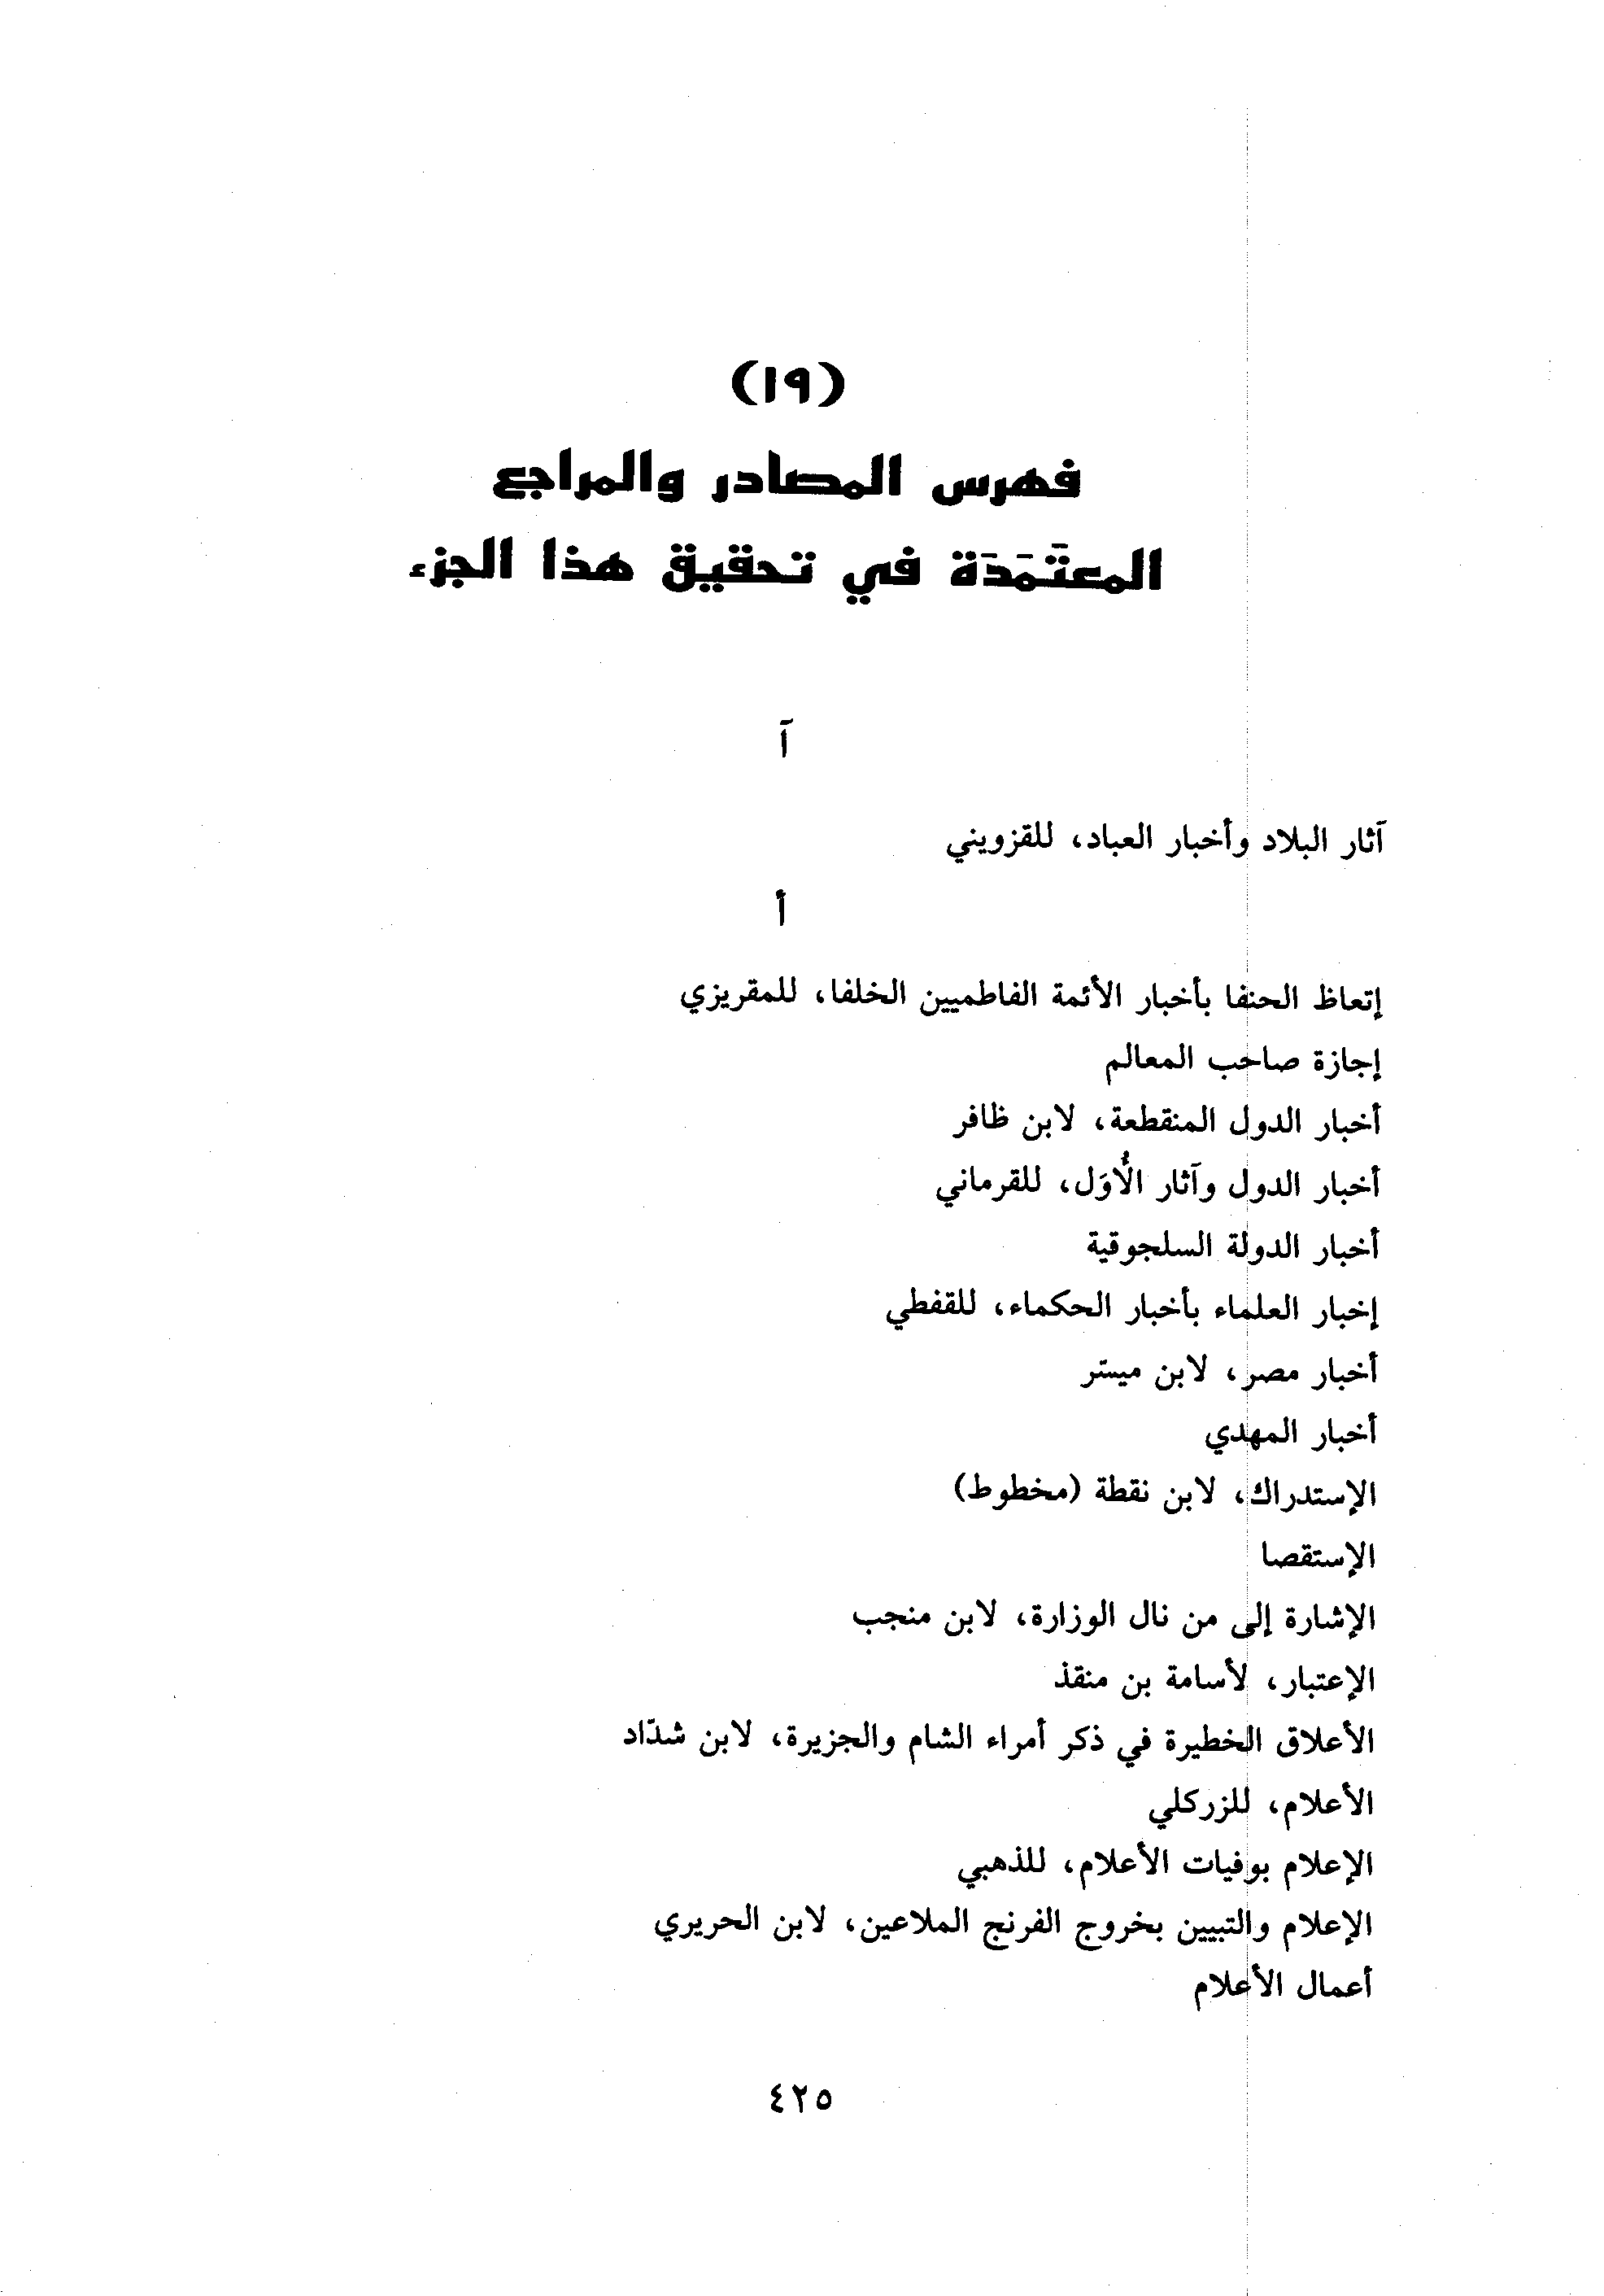 (١٩)
فهرس المصادر والمراجع
المعتَمَدَة في تحقيق هذا الجزء
آ
آثار البلاد وأخبار العباد، للقزويني
أ
إتعاظ الحنفا بأخبار الأئمة الفاطميين الخلفا، للمقريزي
إجازة صاحب المعالم
أخبار الدول المنقطعة، لابن ظافر
أخبار الدول وآثار الأُوَل، للقرماني
أخبار الدولة السلجوقية
إخبار العلماء بأخبار الحكماء، للقفطي
أخبار مصر، لابن ميسّر
أخبار المهدي
الإستدراك، لابن نقطة (مخطوط)
الإستقصا
الإشارة إلى من نال الوزارة، لابن منجب
الإعتبار، لأسامة بن منقذ
الأعلاق الخطيرة في ذكر أمراء الشام والجزيرة، لابن شدّاد
الأعلام، للزركلي
الإعلام بوفيات الأعلام، للذهبي
الإعلام والتبيين بخروج الفرنج الملاعين، لابن الحريري
أعمال الأعلام
٤٢٥